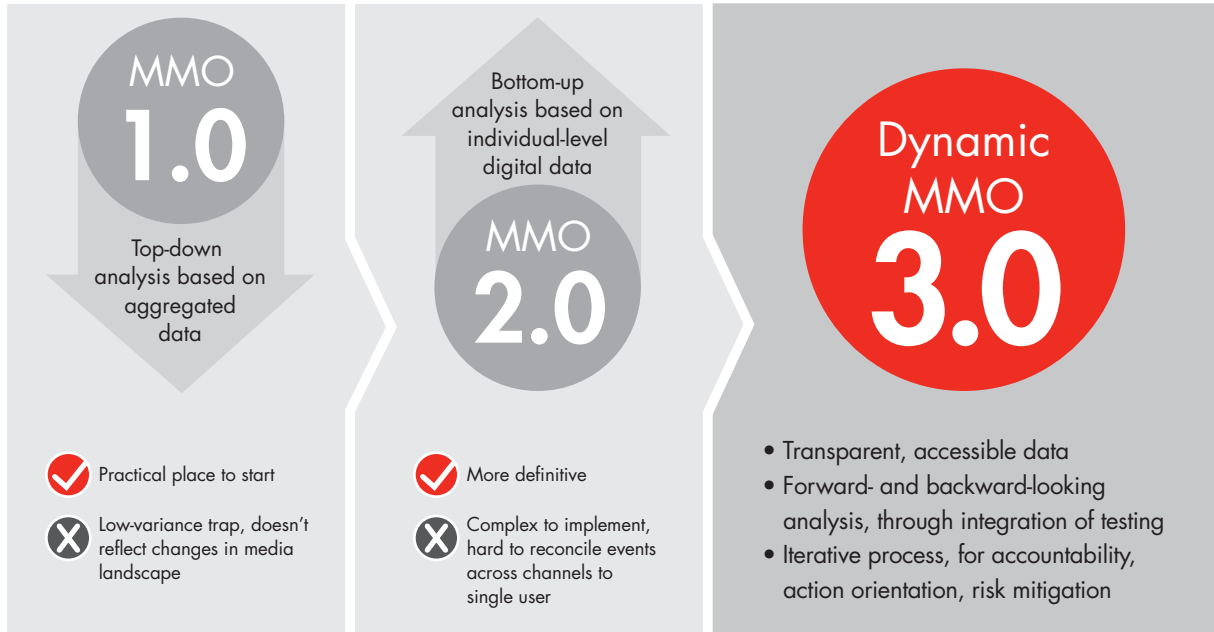 MMO
1.0
Top-down
analysis based on
aggregated
data
Practical place to start
Low-variance trap, doesn’t
reflect changes in media
landscape
Bottom-up
analysis based on
individual-level
digital data
MMO
2.0
More definitive
Complex to implement,
hard to reconcile events
across channels to
single user
Dynamic
MMO
3.0
• Transparent, accessible data
• Forward- and backward-looking
analysis, through integration of testing
• Iterative process, for accountability,
action orientation, risk mitigation